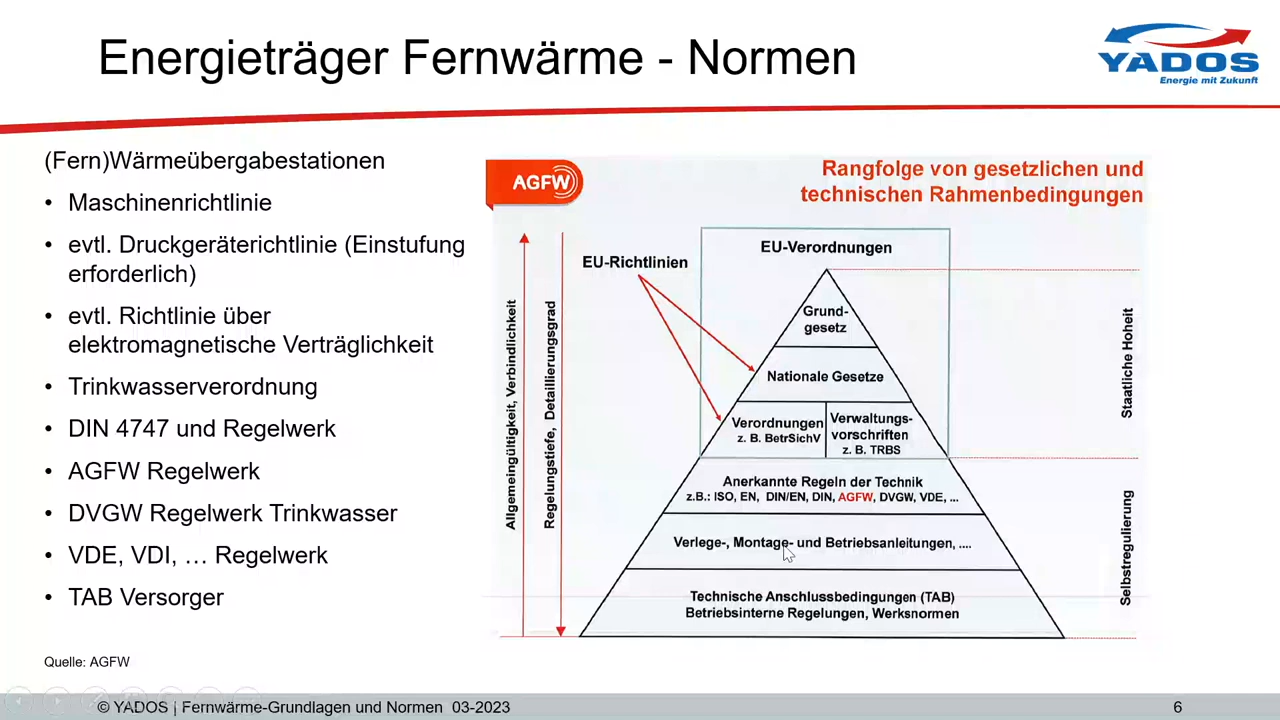 Energieträger Fernwärme - Normen
YADOS
Energie mit Zukunft
(Fern)Wärmeübergabestationen
• Maschinenrichtlinie
• evtl. Druckgeräterichtlinie (Einstufung
erforderlich)
• evtl. Richtlinie über
elektromagnetische Verträglichkeit
• Trinkwasserverordnung
• DIN 4747 und Regelwerk
• AGFW Regelwerk
• DVGW Regelwerk Trinkwasser
• VDE, VDI, … Regelwerk
• TAB Versorger
Quelle: AGFW
AGFW
Rangfolge von gesetzlichen und
technischen Rahmenbedingungen
Allgemeingültigkeit, Verbindlichkeit
Regelungstiefe, Detaillierungsgrad
EU-Richtlinien
EU-Verordnungen
Grund-
gesetz
Nationale Gesetze
Verordnungen
z. B. BetrSichV
Verwaltungs-
vorschriften
z. B. TRBS
Anerkannte Regeln der Technik
z.B.: ISO, EN, DIN/EN, DIN, AGFW, DVGW, VDE, ...
Verlege-, Montage- und Betriebsanleitungen, ....
Technische Anschlussbedingungen (TAB)
Betriebsinterne Regelungen, Werksnormen
Staatliche Hoheit
Selbstregulierung
© YADOS | Fernwärme-Grundlagen und Normen 03-2023
6